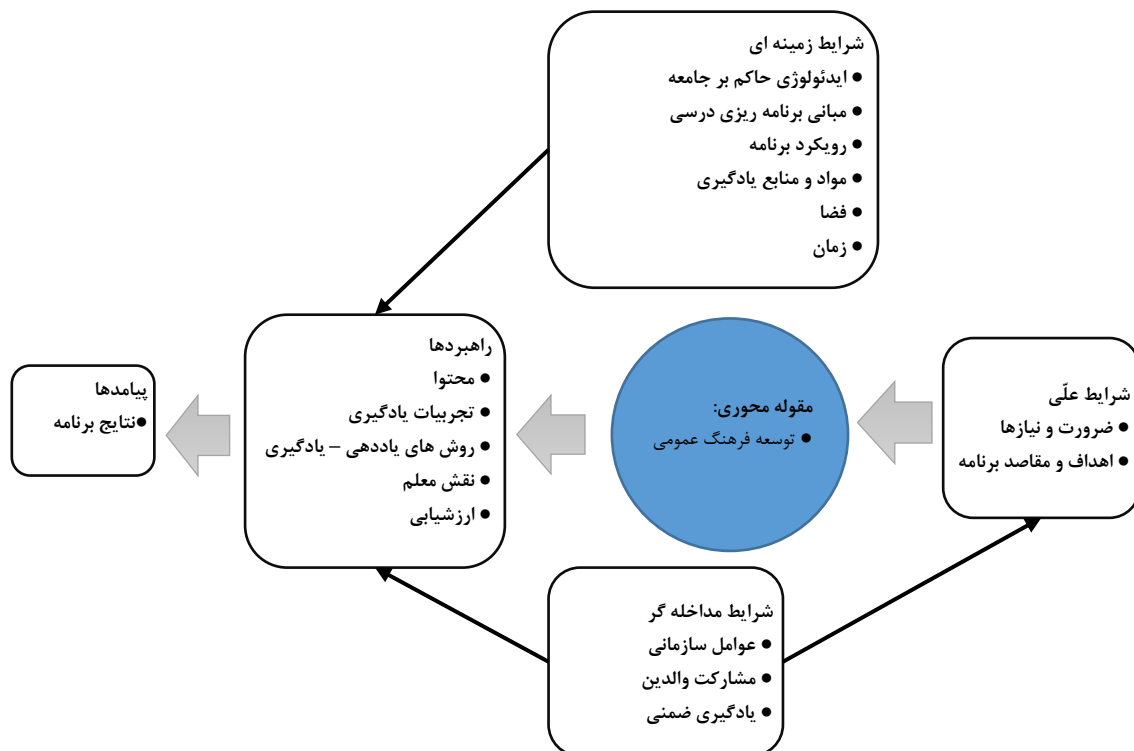 شرایط زمینه ای
● ایدئولوژی حاکم بر جامعه
● مبانی برنامه ریزی درسی
● رویکرد برنامه
● مواد و منابع یادگیری
● فضا
● زمان
شرایط علّی
● ضرورت و نیازها
● اهداف و مقاصد برنامه
مقوله محوری:
● توسعه فرهنگ عمومی
راهبردها
● محتوا
● تجربیات یادگیری
● روش های یاددهی – یادگیری
● نقش معلم
● ارزشیابی
پیامدها
●نتایج برنامه
شرایط مداخله گر
● عوامل سازمانی
● مشارکت والدین
● یادگیری ضمنی